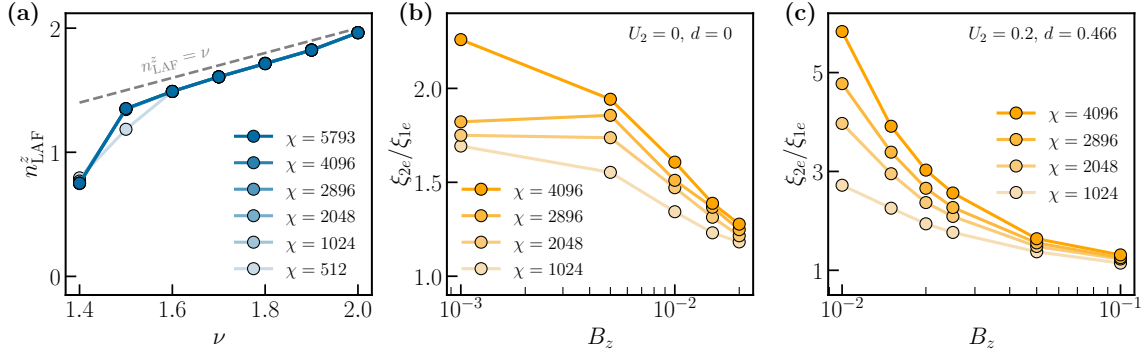 (a)
n^z_LAF
2
1
0
n^z_LAF = ν
χ = 5793
χ = 4096
χ = 2896
χ = 2048
χ = 1024
χ = 512
1.4 1.6 1.8 2.0
ν
(b)
U_2 = 0, d = 0
ξ_2e/ξ_1e
2.0
1.5
1.0
χ = 4096
χ = 2896
χ = 2048
χ = 1024
10^−3 10^−2
B_z
(c)
U_2 = 0.2, d = 0.466
ξ_2e/ξ_1e
5
3
1
χ = 4096
χ = 2896
χ = 2048
χ = 1024
10^−2 10^−1
B_z